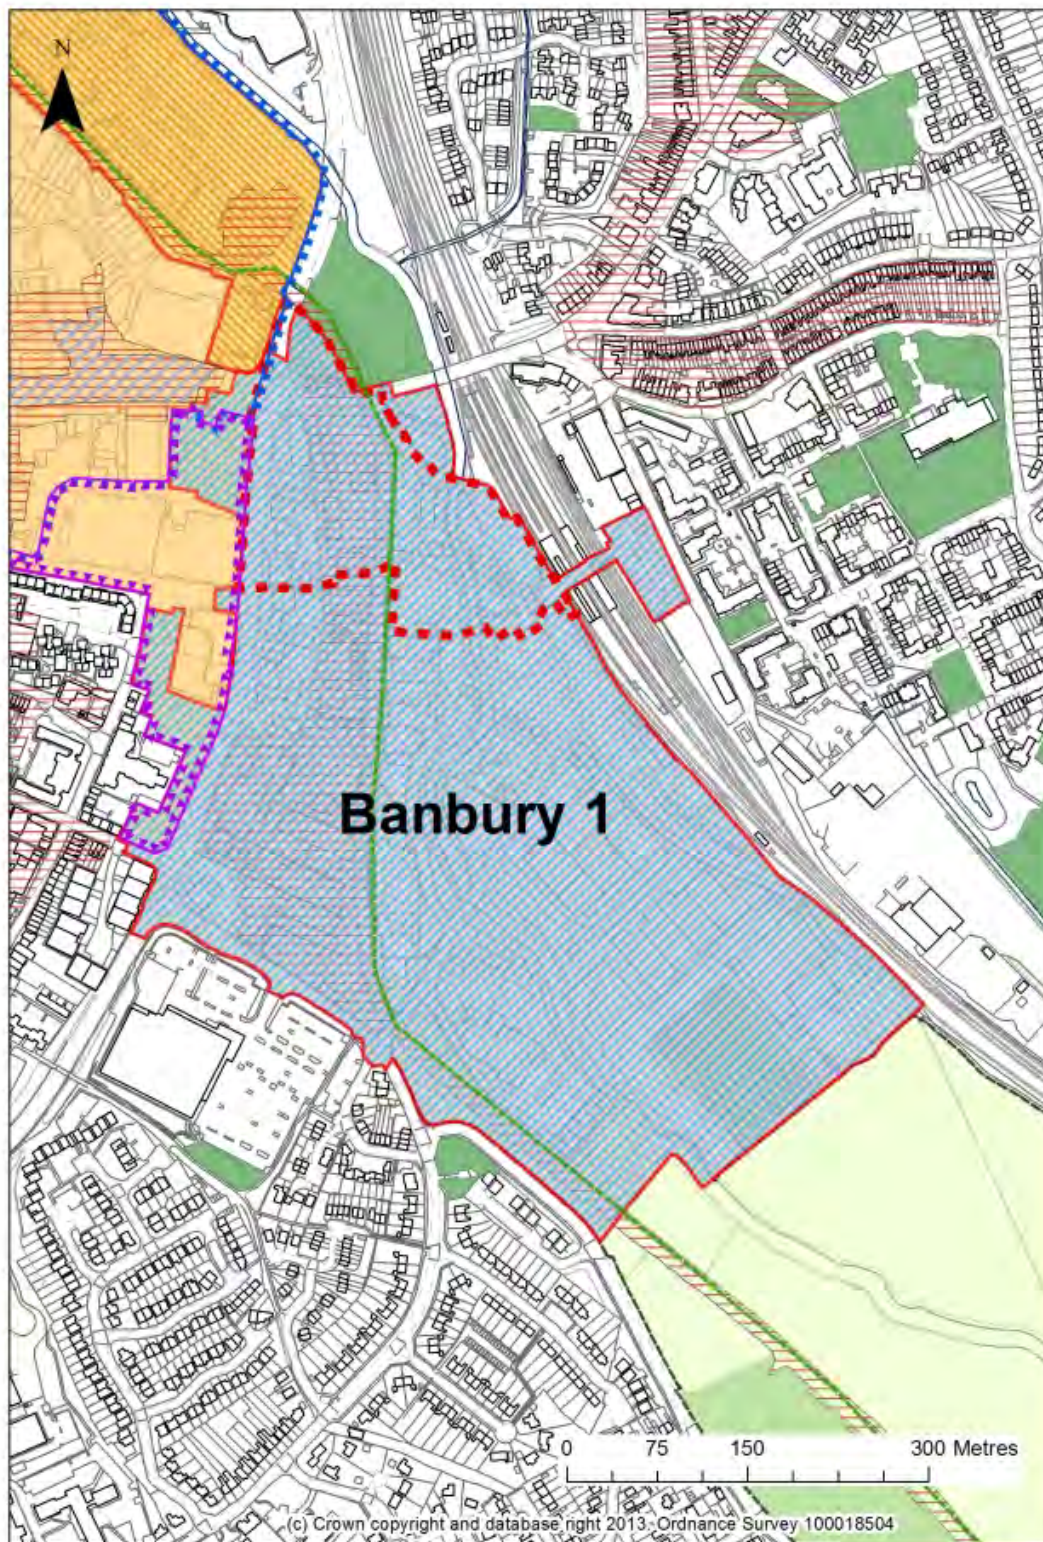 N
Banbury 1
0 75 150 300 Metres
(c) Crown copyright and database right 2013. Ordnance Survey 100018504